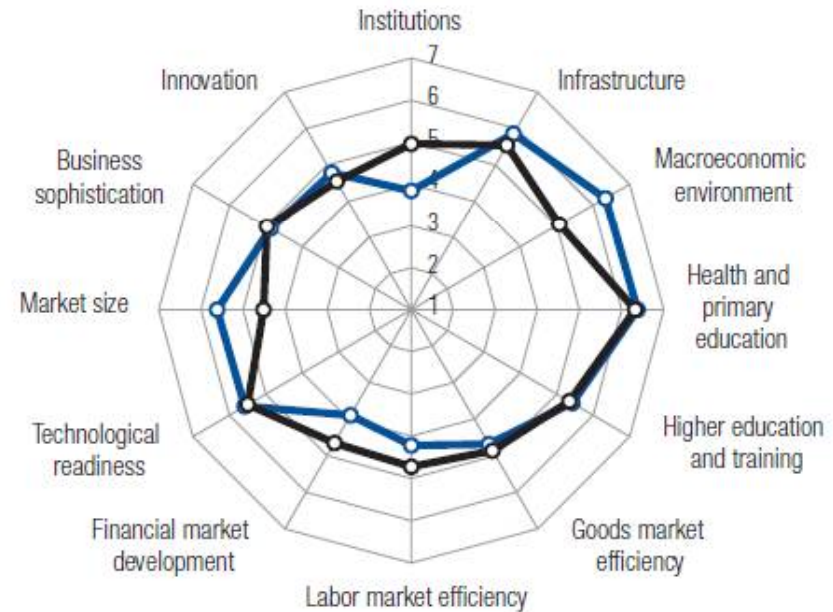 Institutions
7
Innovation
Infrastructure
6
5
Business
sophistication
Macroeconomic
environment
4
3
2
Market size
1
Health and
primary
education
Technological
readiness
Higher education
and training
Financial market
development
Goods market
efficiency
Labor market efficiency